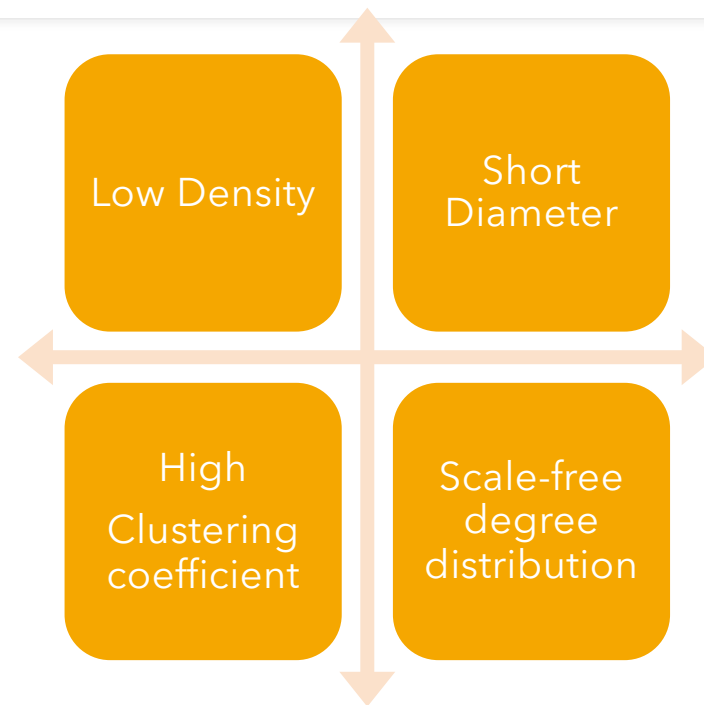 Low Density
Short
Diameter
High
Clustering
coefficient
Scale-free
degree
distribution